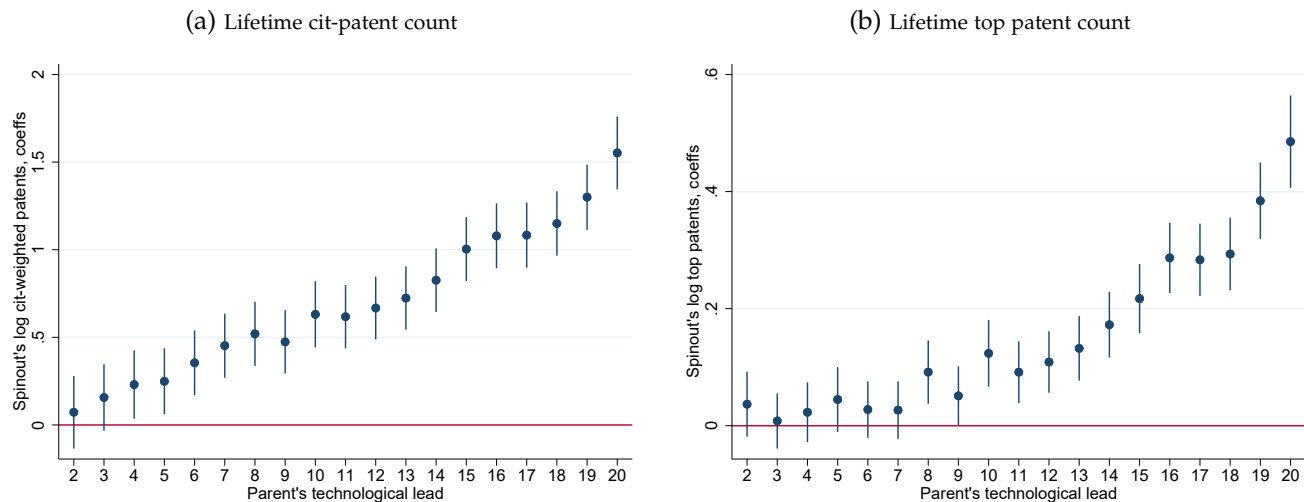 (a) Lifetime cit-patent count
Spinout's log cit-weighted patents, coeffs
2
1.5
1
.5
0
2 3 4 5 6 7 8 9 10 11 12 13 14 15 16 17 18 19 20
Parent's technological lead
(b) Lifetime top patent count
Spinout's log top patents, coeffs
.6
.4
.2
0
2 3 4 5 6 7 8 9 10 11 12 13 14 15 16 17 18 19 20
Parent's technological lead